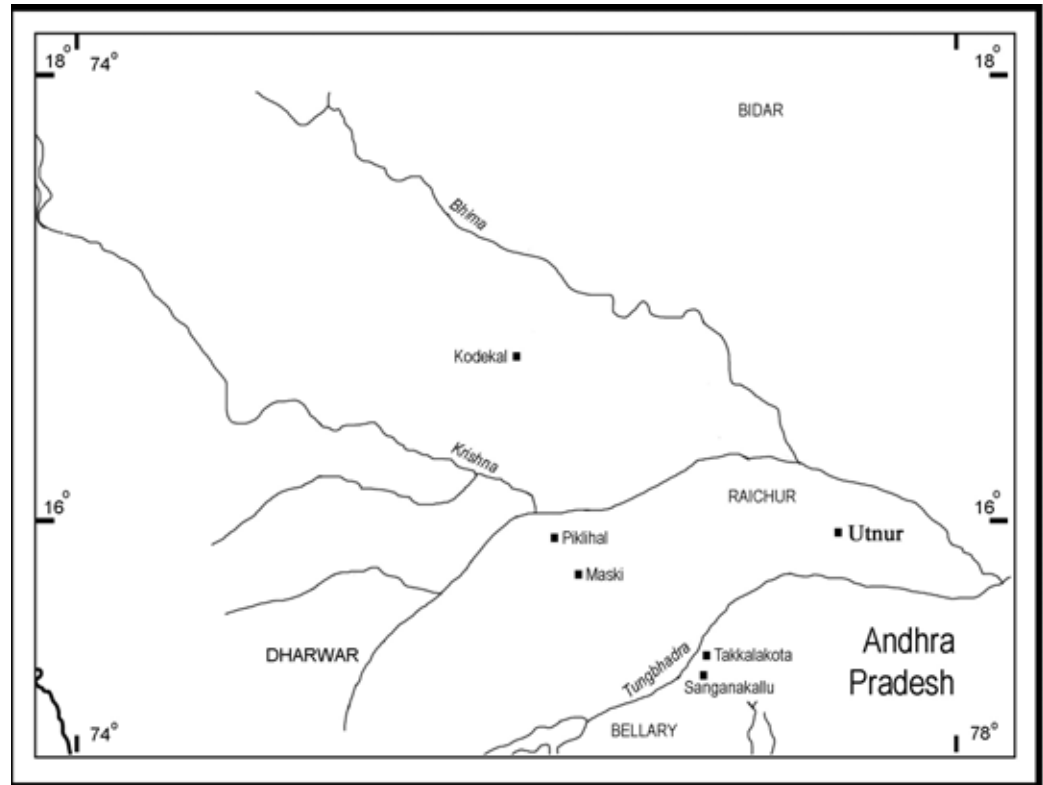 18° 74°
18°
BIDAR
Bhima
Kodekal
Krishna
RAICHUR
16°
16°
Utnur
Piklihal
Maski
Andhra
Pradesh
DHARWAR
Tungbhadra
Takkalakota
Sanganakallu
BELLARY
74°
78°